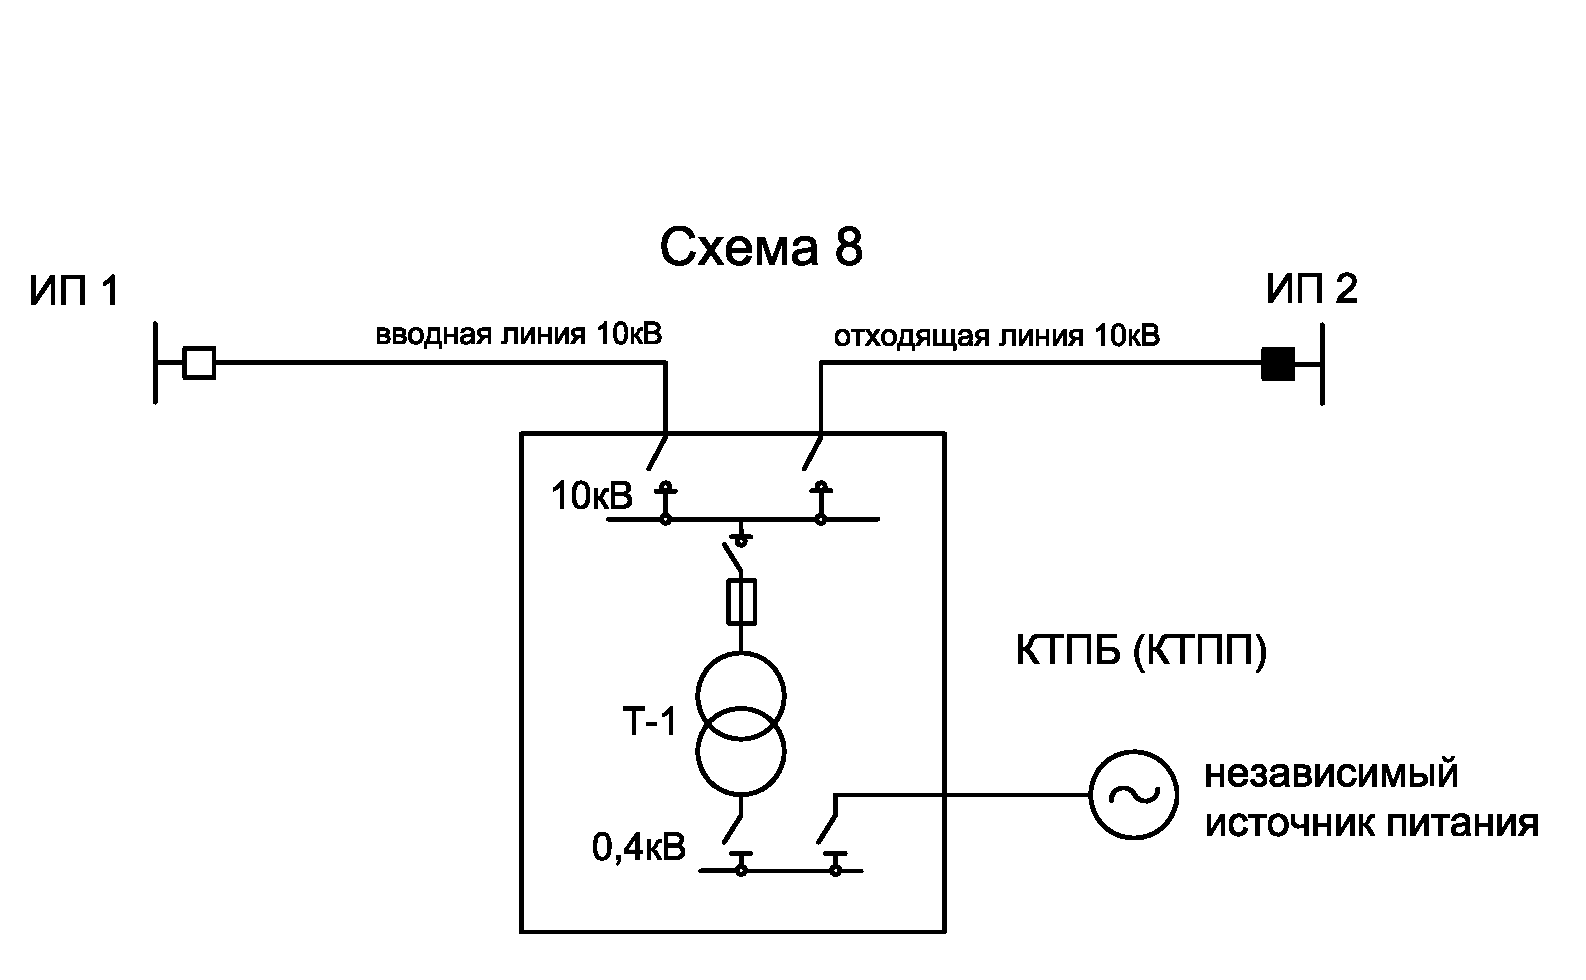 Схема 8
ИП 1
ИП 2
вводная линия 10кВ
отходящая линия 10кВ
10кВ
КТПБ (КТПП)
Т-1
независимый
источник питания
0,4кВ